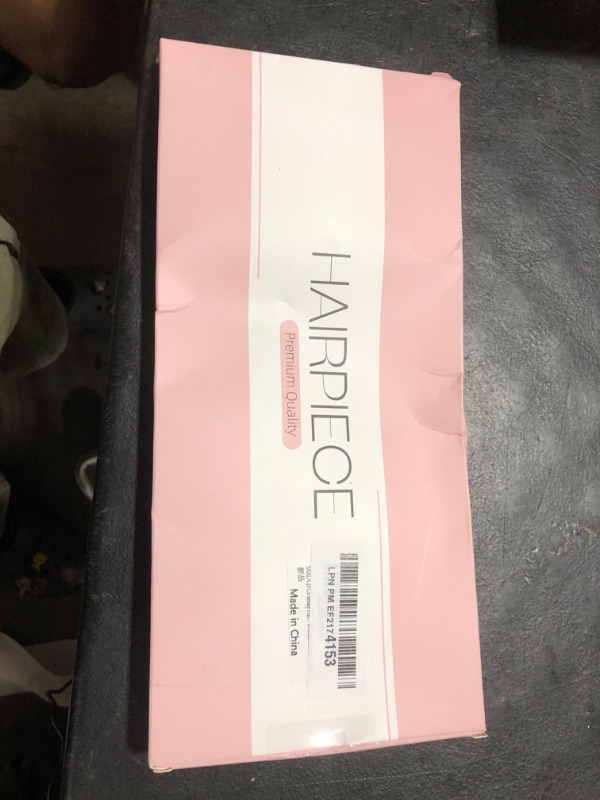 HAIRPIECE
Premium Quality
LPN PM EF2174153
新品
Made in China